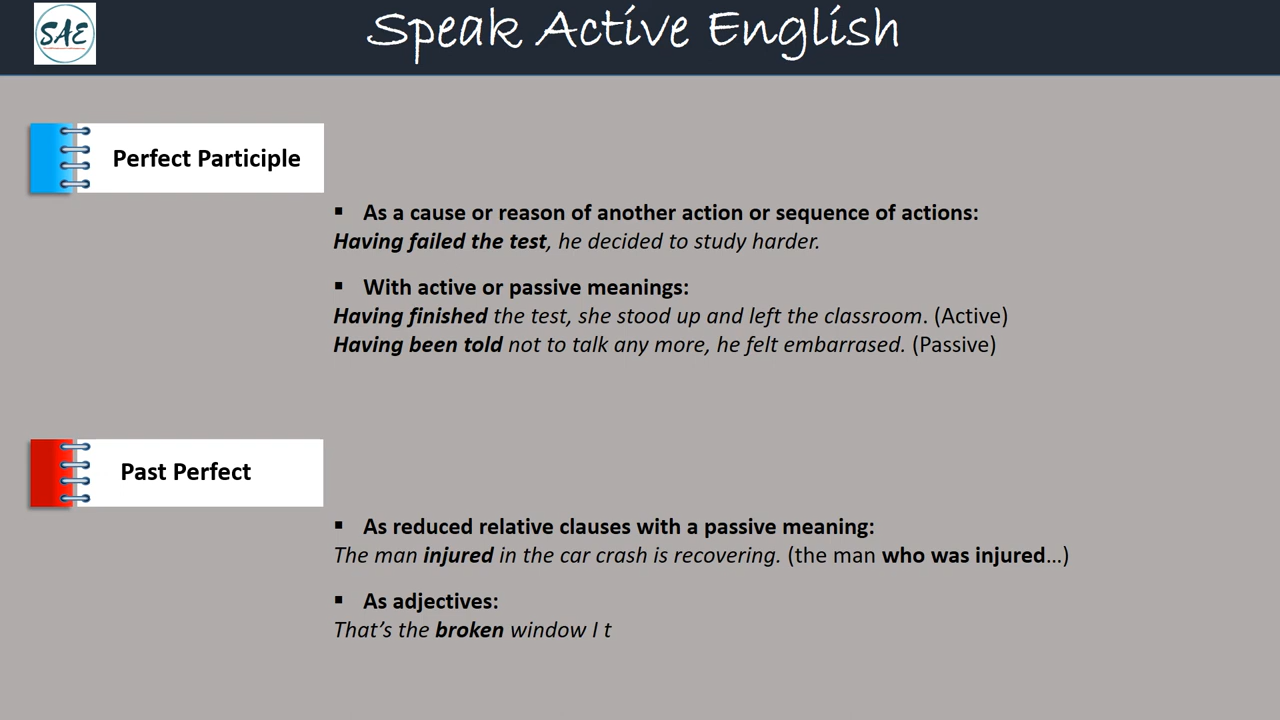 SAE
Speak Active English
Perfect Participle
▪ As a cause or reason of another action or sequence of actions:
Having failed the test, he decided to study harder.
▪ With active or passive meanings:
Having finished the test, she stood up and left the classroom. (Active)
Having been told not to talk any more, he felt embarrased. (Passive)
Past Perfect
▪ As reduced relative clauses with a passive meaning:
The man injured in the car crash is recovering. (the man who was injured…)
▪ As adjectives:
That’s the broken window I t